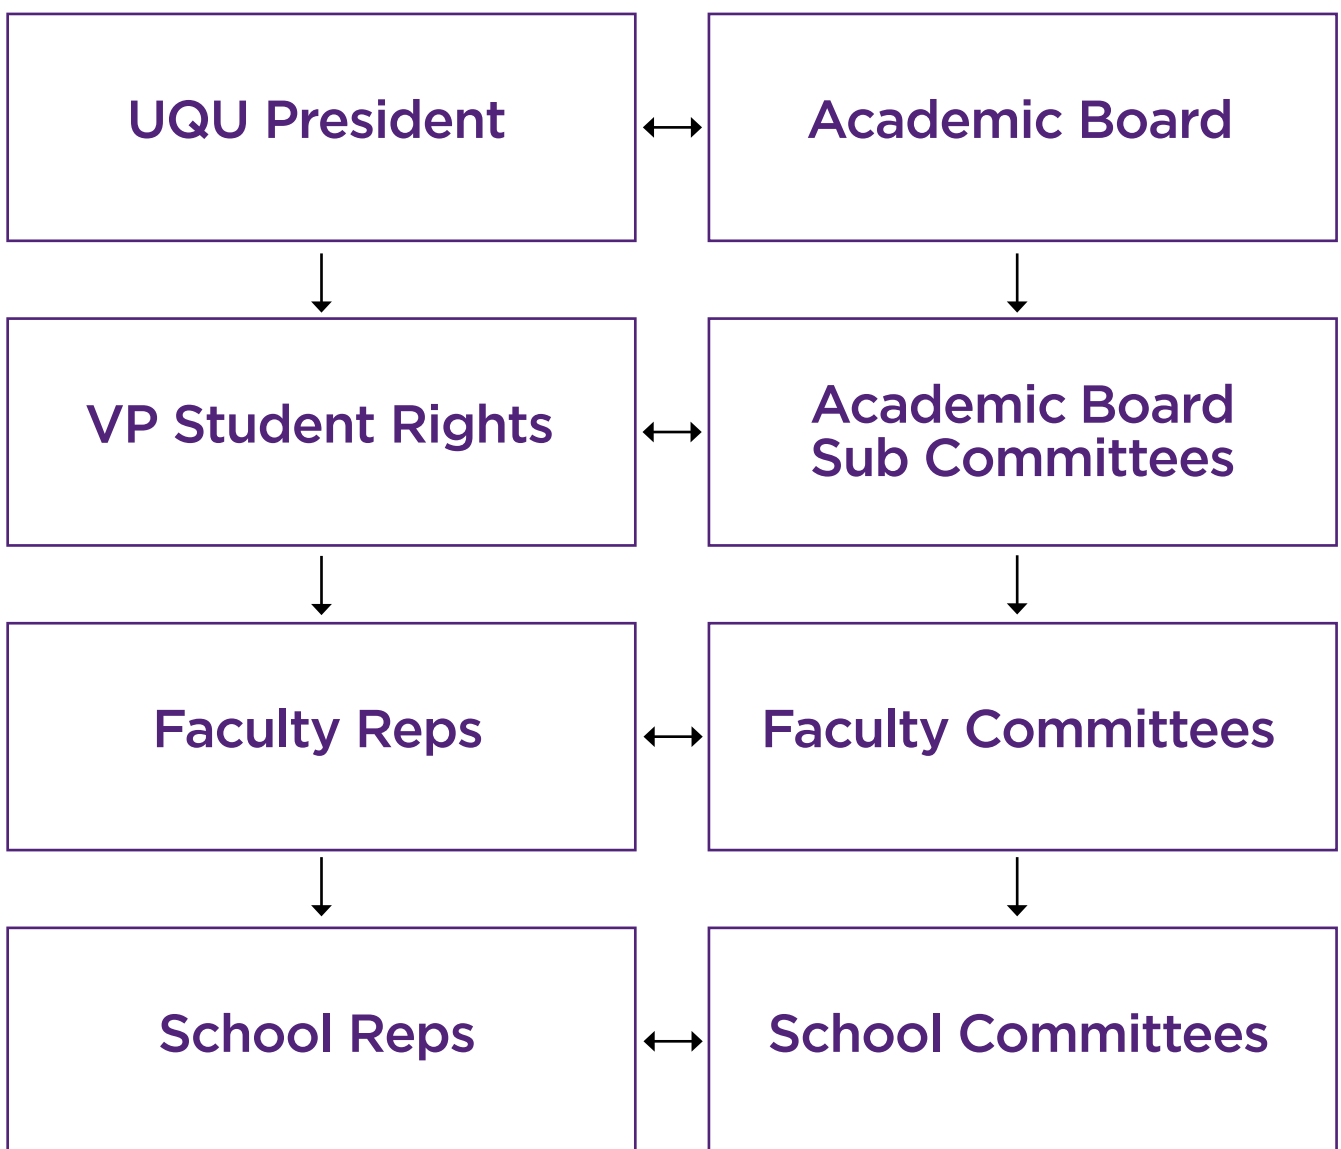 UQU President
Academic Board
VP Student Rights
Academic Board
Sub Committees
Faculty Reps
Faculty Committees
School Reps
School Committees